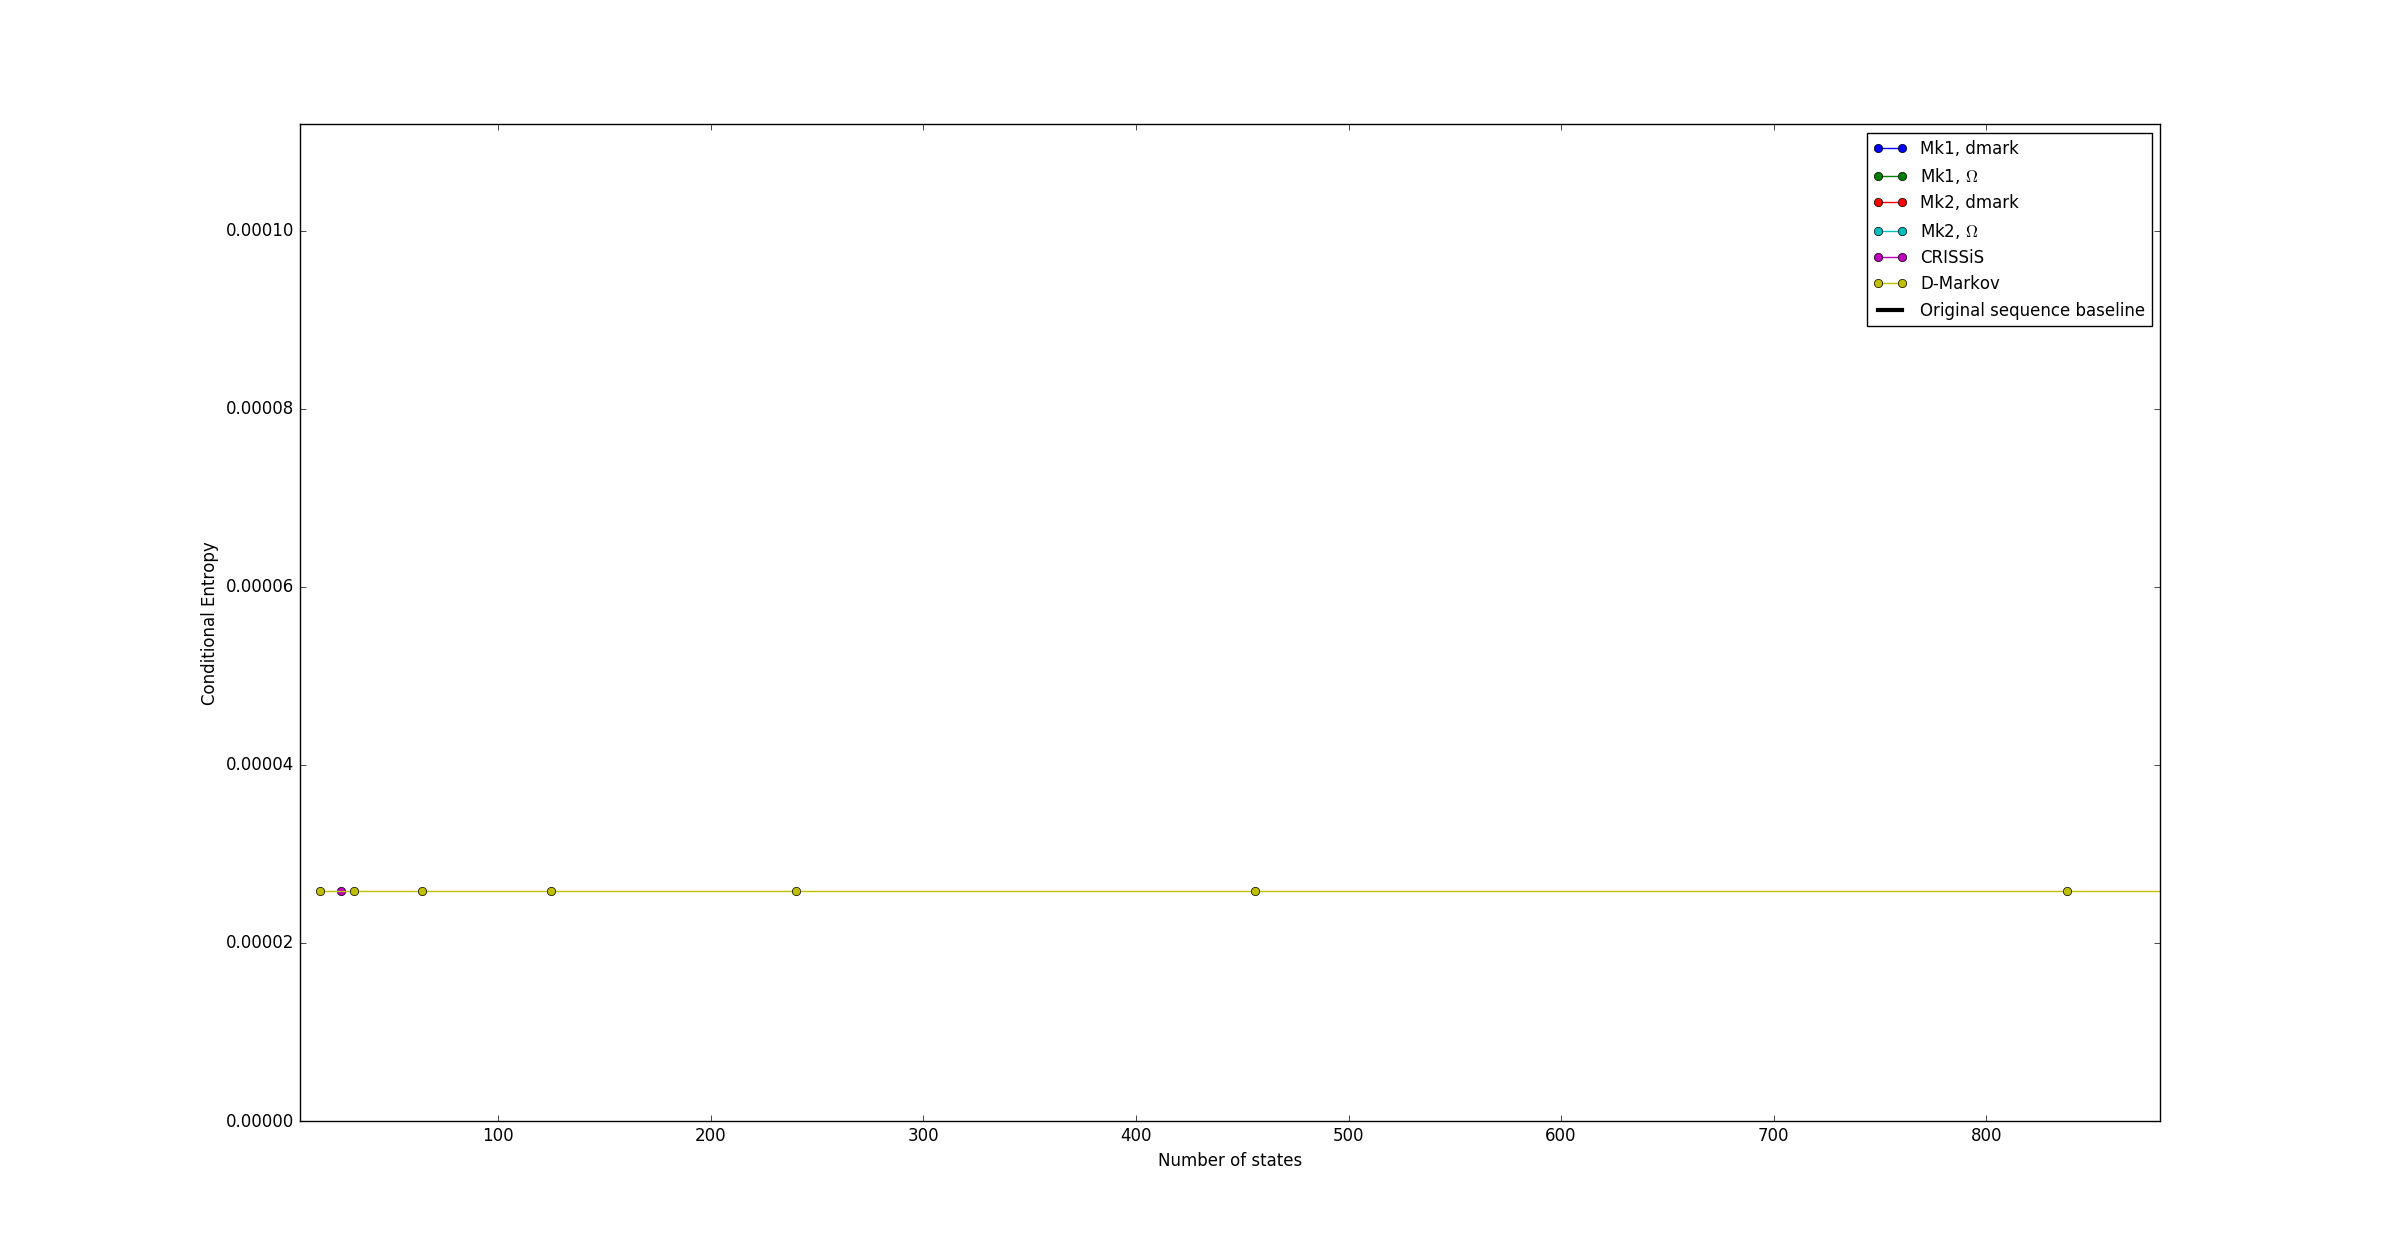 Mk1, dmark
Mk1, Ω
Mk2, dmark
Mk2, Ω
CRISSiS
D-Markov
Original sequence baseline
0.00010
0.00008
0.00006
0.00004
0.00002
0.00000
Conditional Entropy
100 200 300 400 500 600 700 800
Number of states